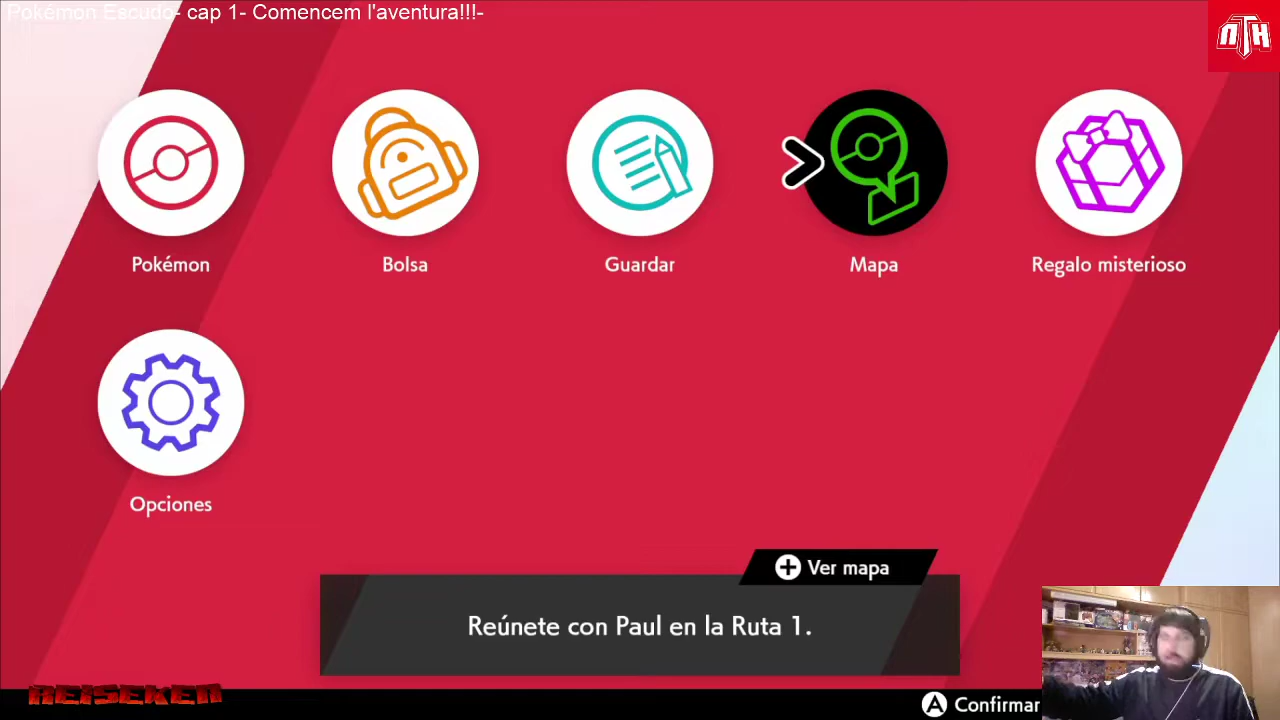 Pokémon Escudo- cap 1- Comencem l'aventura!!!-
NTH
Pokémon
Bolsa
Guardar
Mapa
Regalo misterioso
Opciones
+ Ver mapa
Reúnete con Paul en la Ruta 1.
REISEKEN
A Confirmar